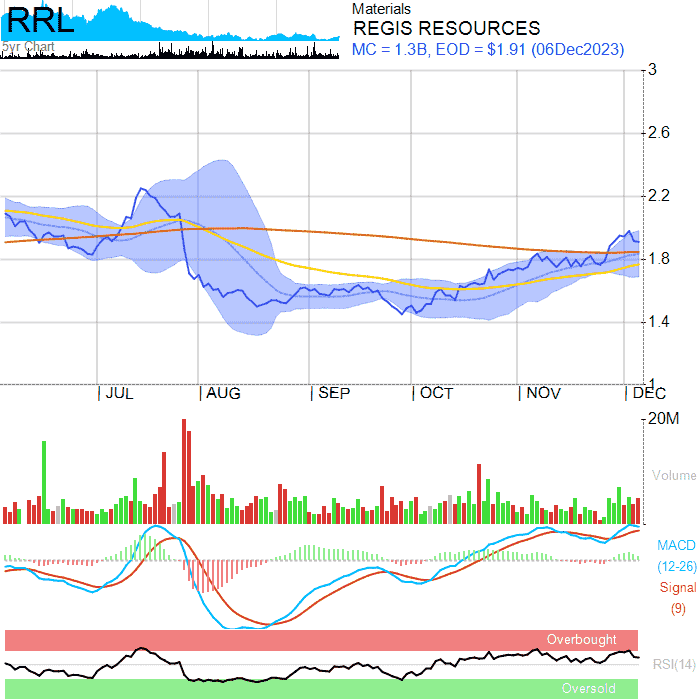 RRL
5yr Chart
Materials
REGIS RESOURCES
MC = 1.3B, EOD = $1.91 (06Dec2023)
3
2.6
2.2
1.8
1.4
1
JUL
AUG
SEP
OCT
NOV
DEC
20M
Volume
MACD
(12-26)
Signal
(9)
Overbought
RSI(14)
Oversold